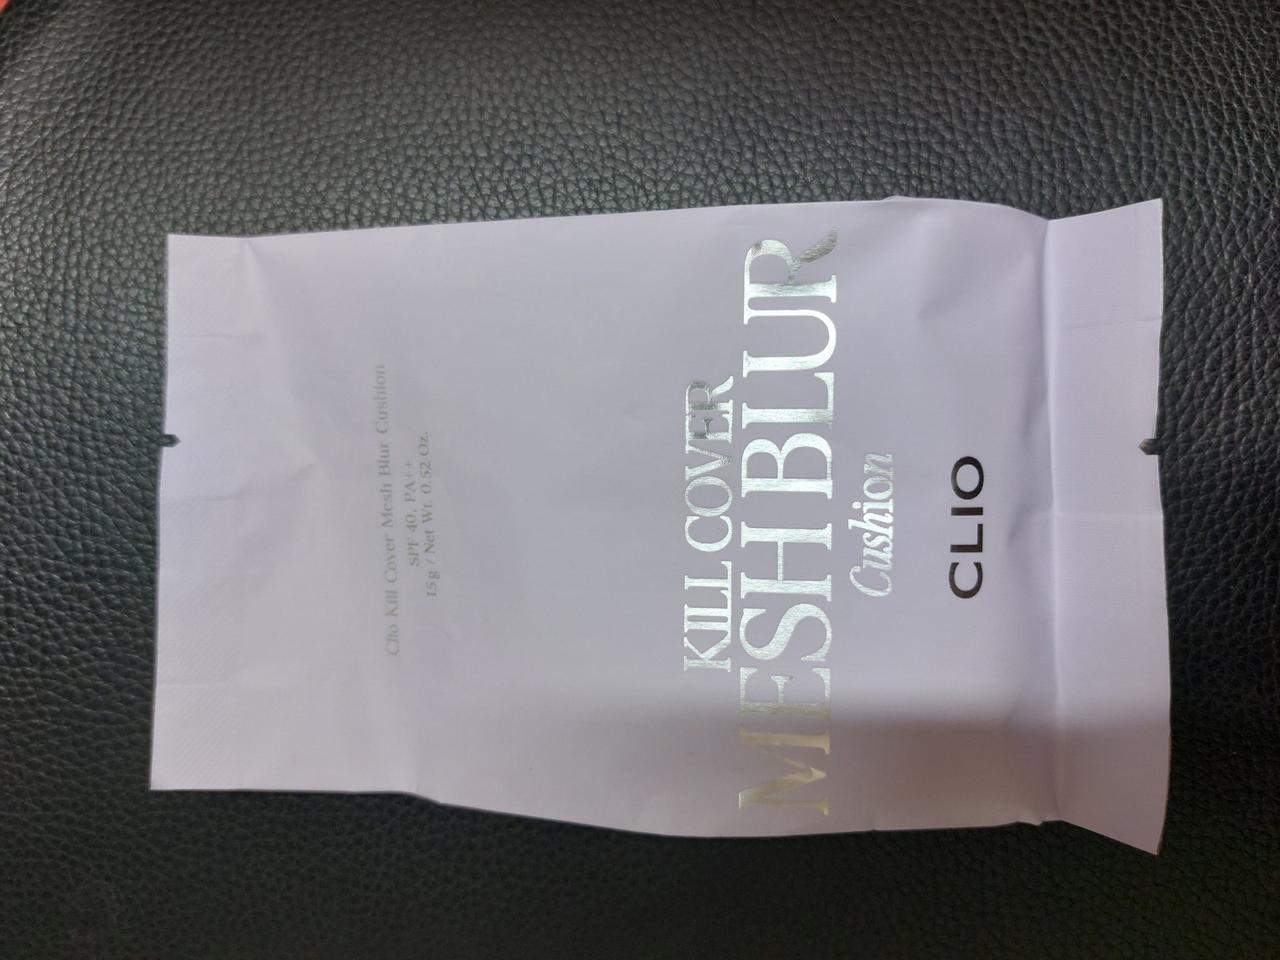 Clio Kill Cover Mesh Blur Cushion
SPF 40, PA++
15g / Net Wt. 0.52 Oz.
KILL COVER
MESH BLUR
Cushion
CLIO